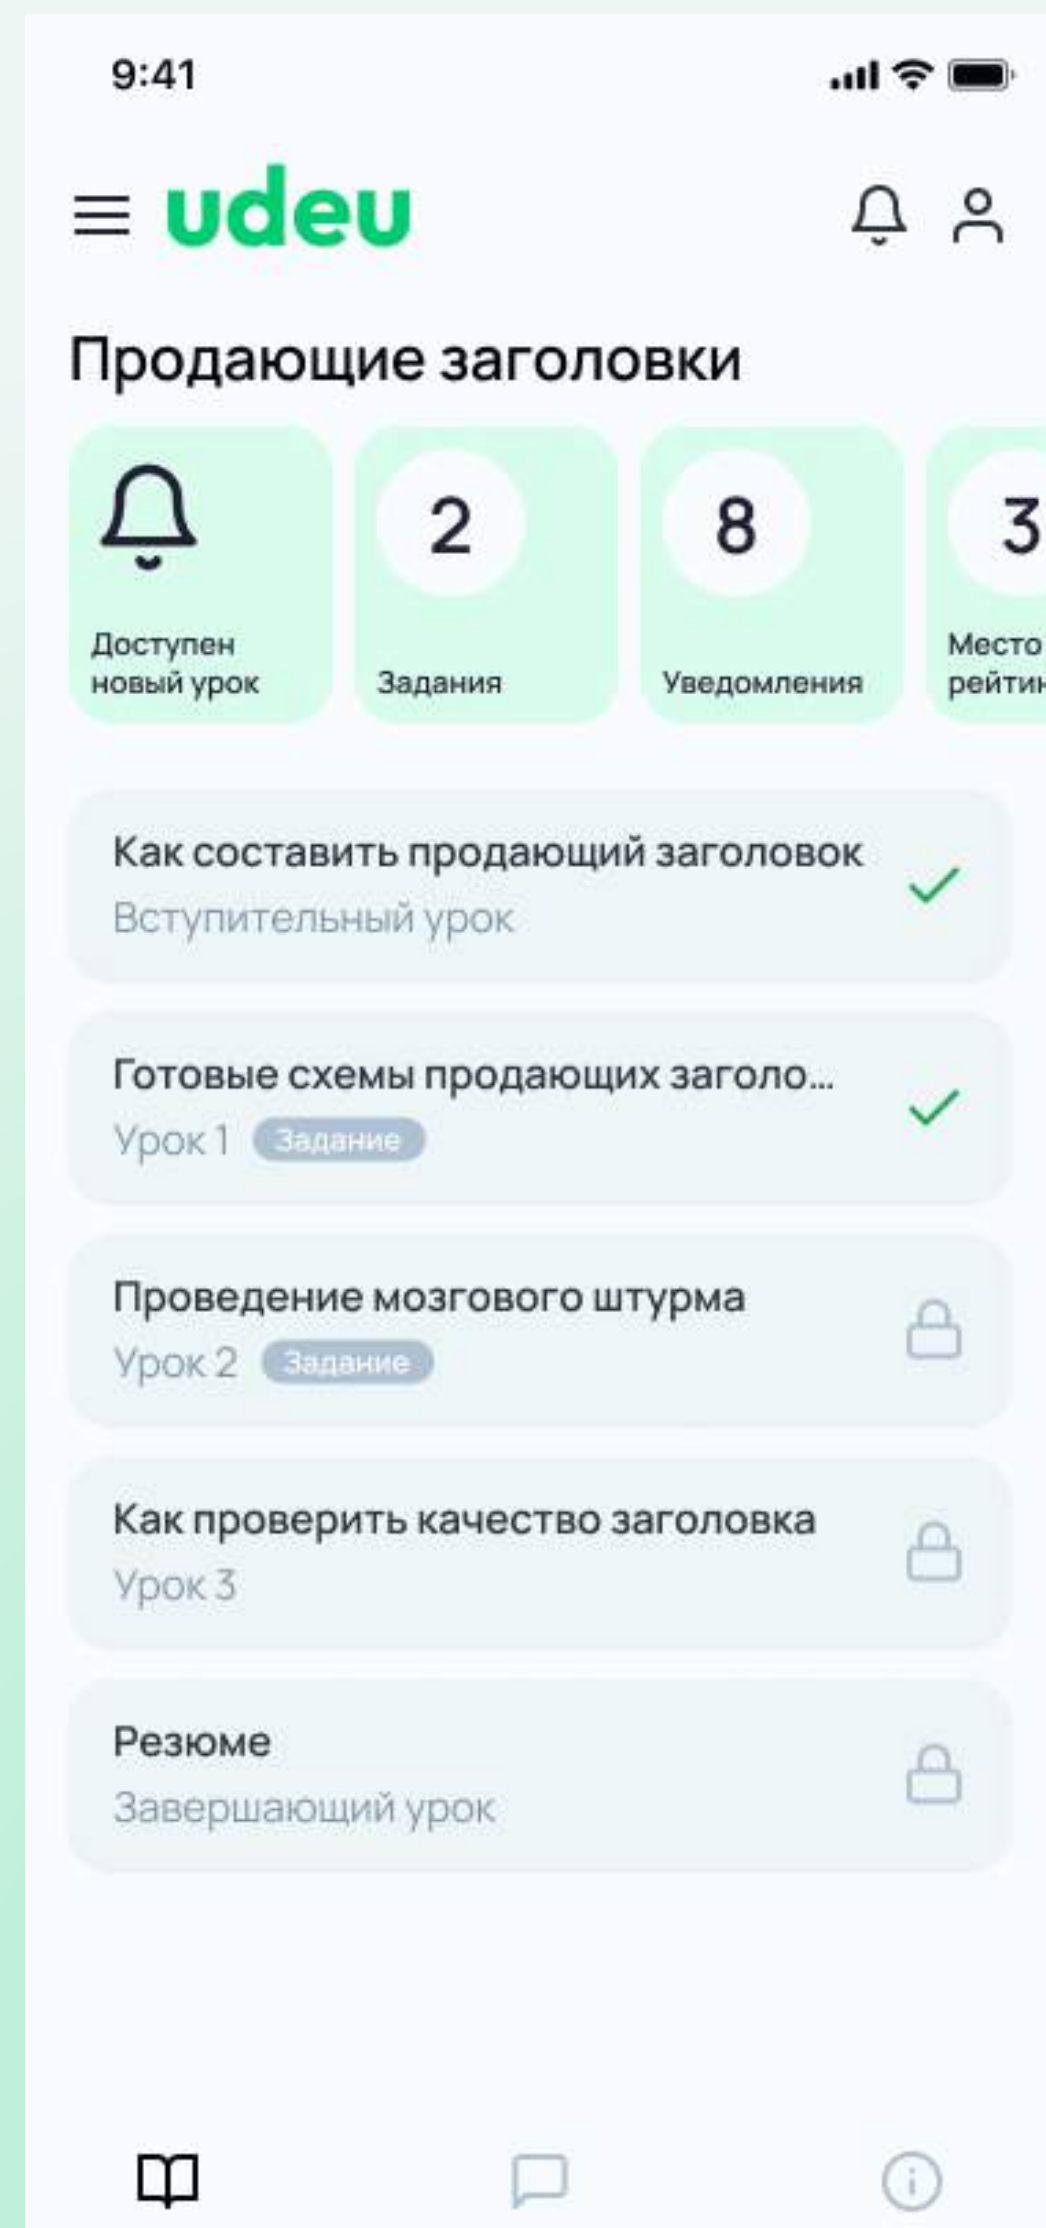 9:41
udeu
Продающие заголовки
2
8
3
Доступен
новый урок
Задания
Уведомления
Место
Как составить продающий заголовок
Вступительный урок
Готовые схемы продающих заголо...
Урок 1 Задание
Проведение мозгового штурма
Урок 2 Задание
Как проверить качество заголовка
Урок 3
Резюме
Завершающий урок